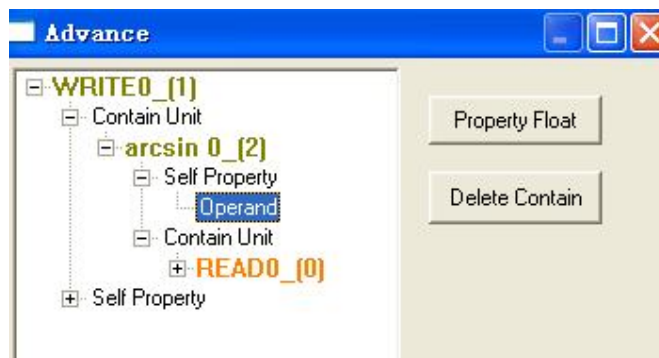 Advance
WRITE0_(1)
Contain Unit
arcsin 0_(2)
Self Property
Operand
Contain Unit
READ0_(0)
Self Property
Property Float
Delete Contain